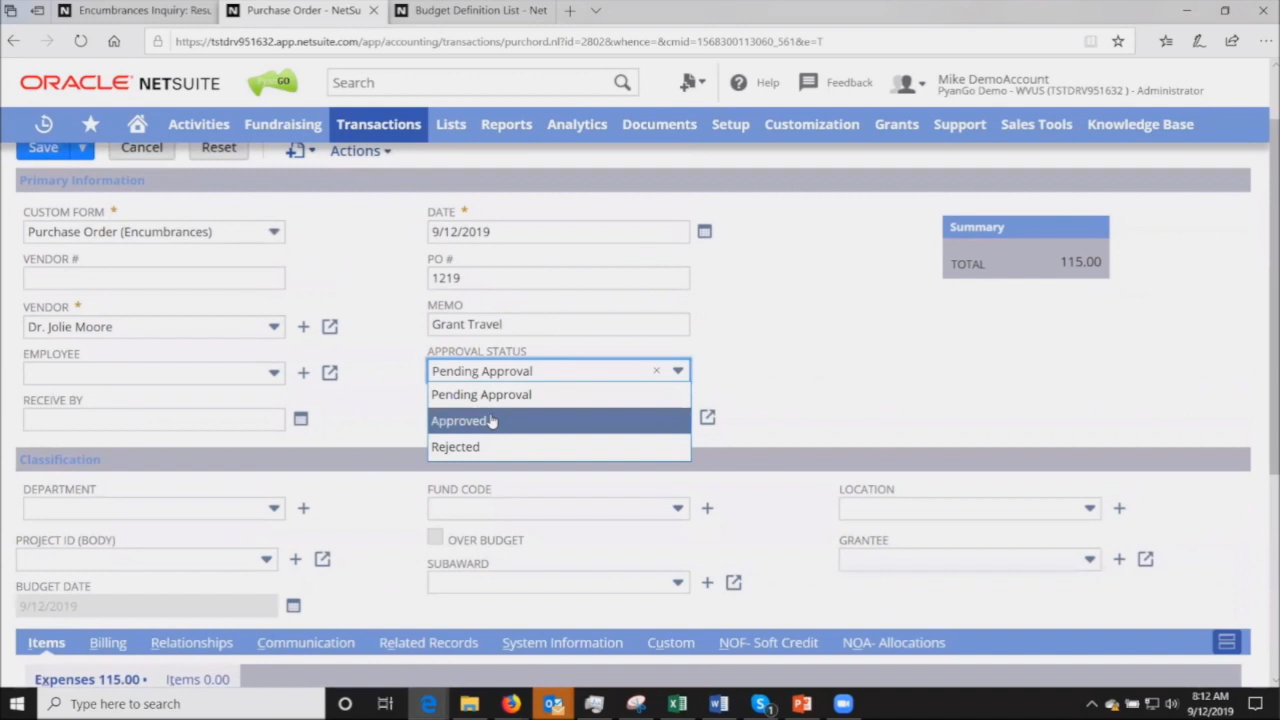 Encumbrances Inquiry: Resu
Purchase Order - NetSu
Budget Definition List - Net
https://tstdrv951632.app.netsuite.com/app/accounting/transactions/purchord.nl?id=2802&whence=&cmid=1568300113060_561&e=T
ORACLE NETSUITE
GO
Search
Help
Feedback
Mike DemoAccount
PyanGo Demo - WVUS (TSTDRV951632 ) - Administrator
Activities Fundraising Transactions Lists Reports Analytics Documents Setup Customization Grants Support Sales Tools Knowledge Base
Save Cancel Reset Actions
Primary Information
CUSTOM FORM *
Purchase Order (Encumbrances)
VENDOR #
VENDOR *
Dr. Jolie Moore
EMPLOYEE
RECEIVE BY
DATE *
9/12/2019
PO #
1219
MEMO
Grant Travel
APPROVAL STATUS
Pending Approval
Pending Approval
Approved
Rejected
Summary
TOTAL 115.00
Classification
DEPARTMENT
PROJECT ID (BODY)
BUDGET DATE
9/12/2019
FUND CODE
OVER BUDGET
SUBAWARD
LOCATION
GRANTEE
Items Billing Relationships Communication Related Records System Information Custom NOF- Soft Credit NOA- Allocations
Expenses 115.00 • Items 0.00
Type here to search
1
8:12 AM
9/12/2019